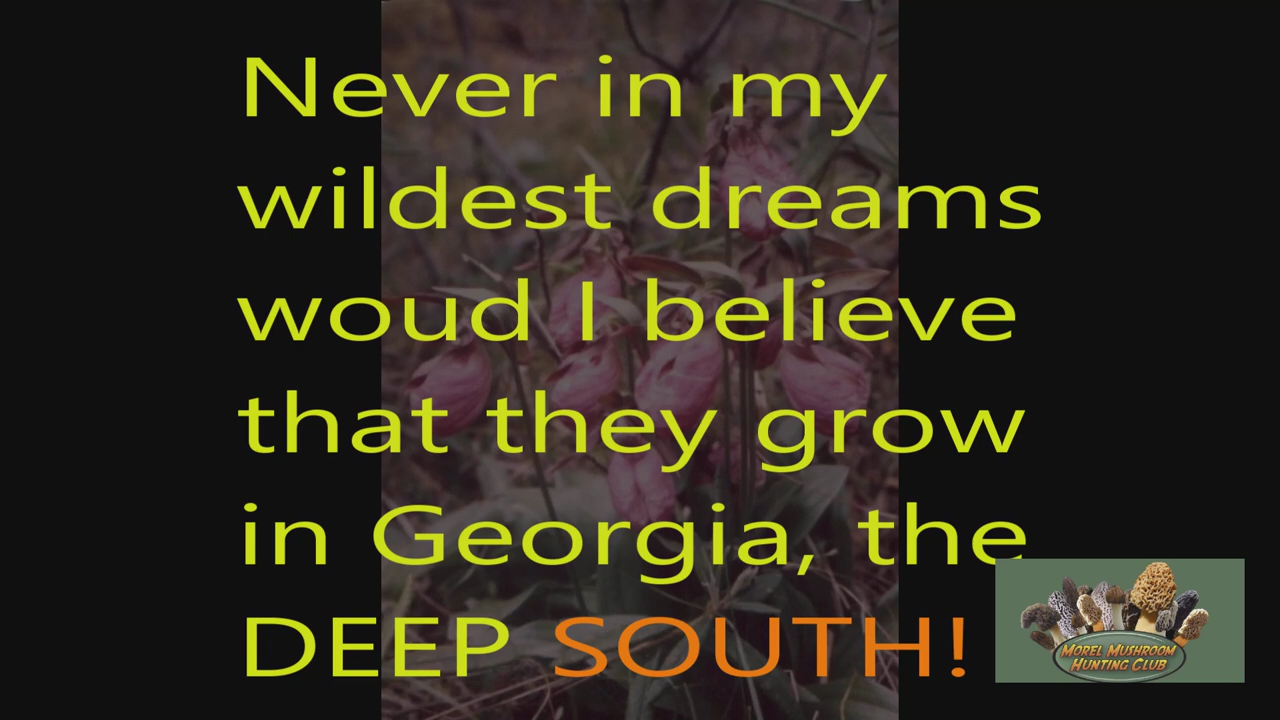 Never in my
wildest dreams
woud I believe
that they grow
in Georgia, the
DEEP SOUTH!
MOREL MUSHROOM
HUNTING CLUB